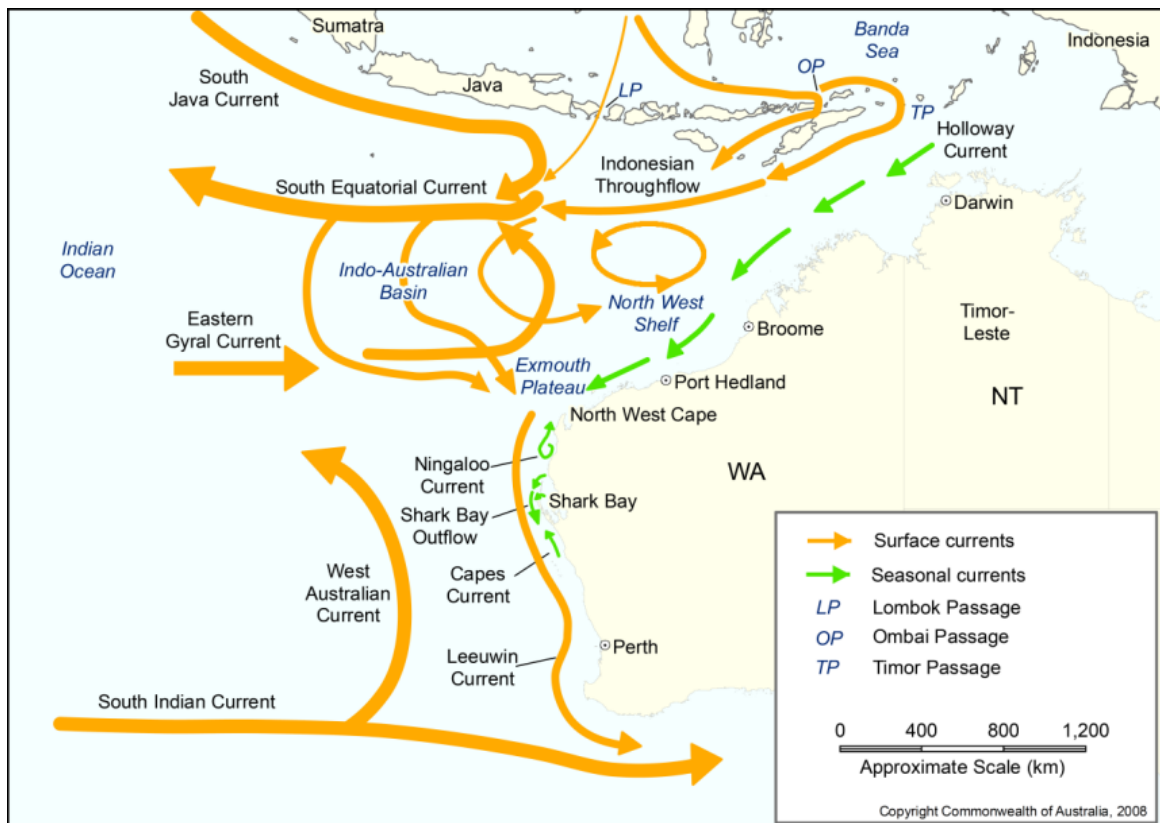 Sumatra
Banda
Sea
Indonesia
South
Java Current
Java
LP
OP
TP
Holloway
Current
Indonesian
Throughflow
South Equatorial Current
Darwin
Indian
Ocean
Indo-Australian
Basin
North West
Shelf
Timor-
Leste
Eastern
Gyral Current
Broome
Exmouth
Plateau
Port Hedland
NT
North West Cape
Ningaloo
Current
WA
Shark Bay
Shark Bay
Outflow
West
Australian
Current
Capes
Current
Perth
Leeuwin
Current
South Indian Current
Surface currents
Seasonal currents
LP Lombok Passage
OP Ombai Passage
TP Timor Passage
0 400 800 1,200
Approximate Scale (km)
Copyright Commonwealth of Australia, 2008